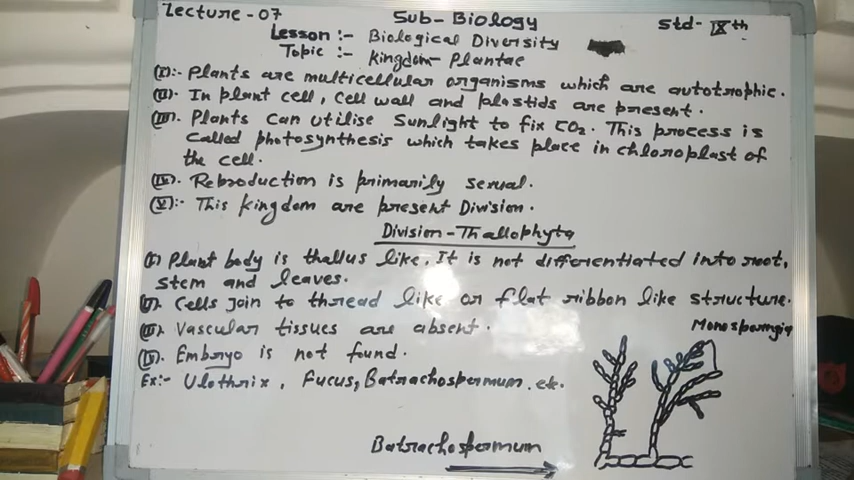 Lecture - 07
Sub - Biology
Std - IXth
Lesson :- Biological Diversity
Topic :- Kingdom - Plantae
(I):- Plants are multicellular organisms which are autotrophic.
(II). In plant cell, cell wall and plastids are present.
(III). Plants can utilise sunlight to fix CO2. This process is
called photosynthesis which takes place in chloroplast of
the cell.
(IV). Reproduction is primarily sexual.
(V):- This kingdom are present Division.
Division - Thallophyta
(I) Plant body is thallus like. It is not differentiated into root,
stem and leaves.
(II) Cells join to thread like or flat ribbon like structure.
(III) Vascular tissues are absent.
(IV). Embryo is not found.
Ex:- Ulothrix, Fucus, Batrachospermum, etc.
Monosporngia
Batrachospermum